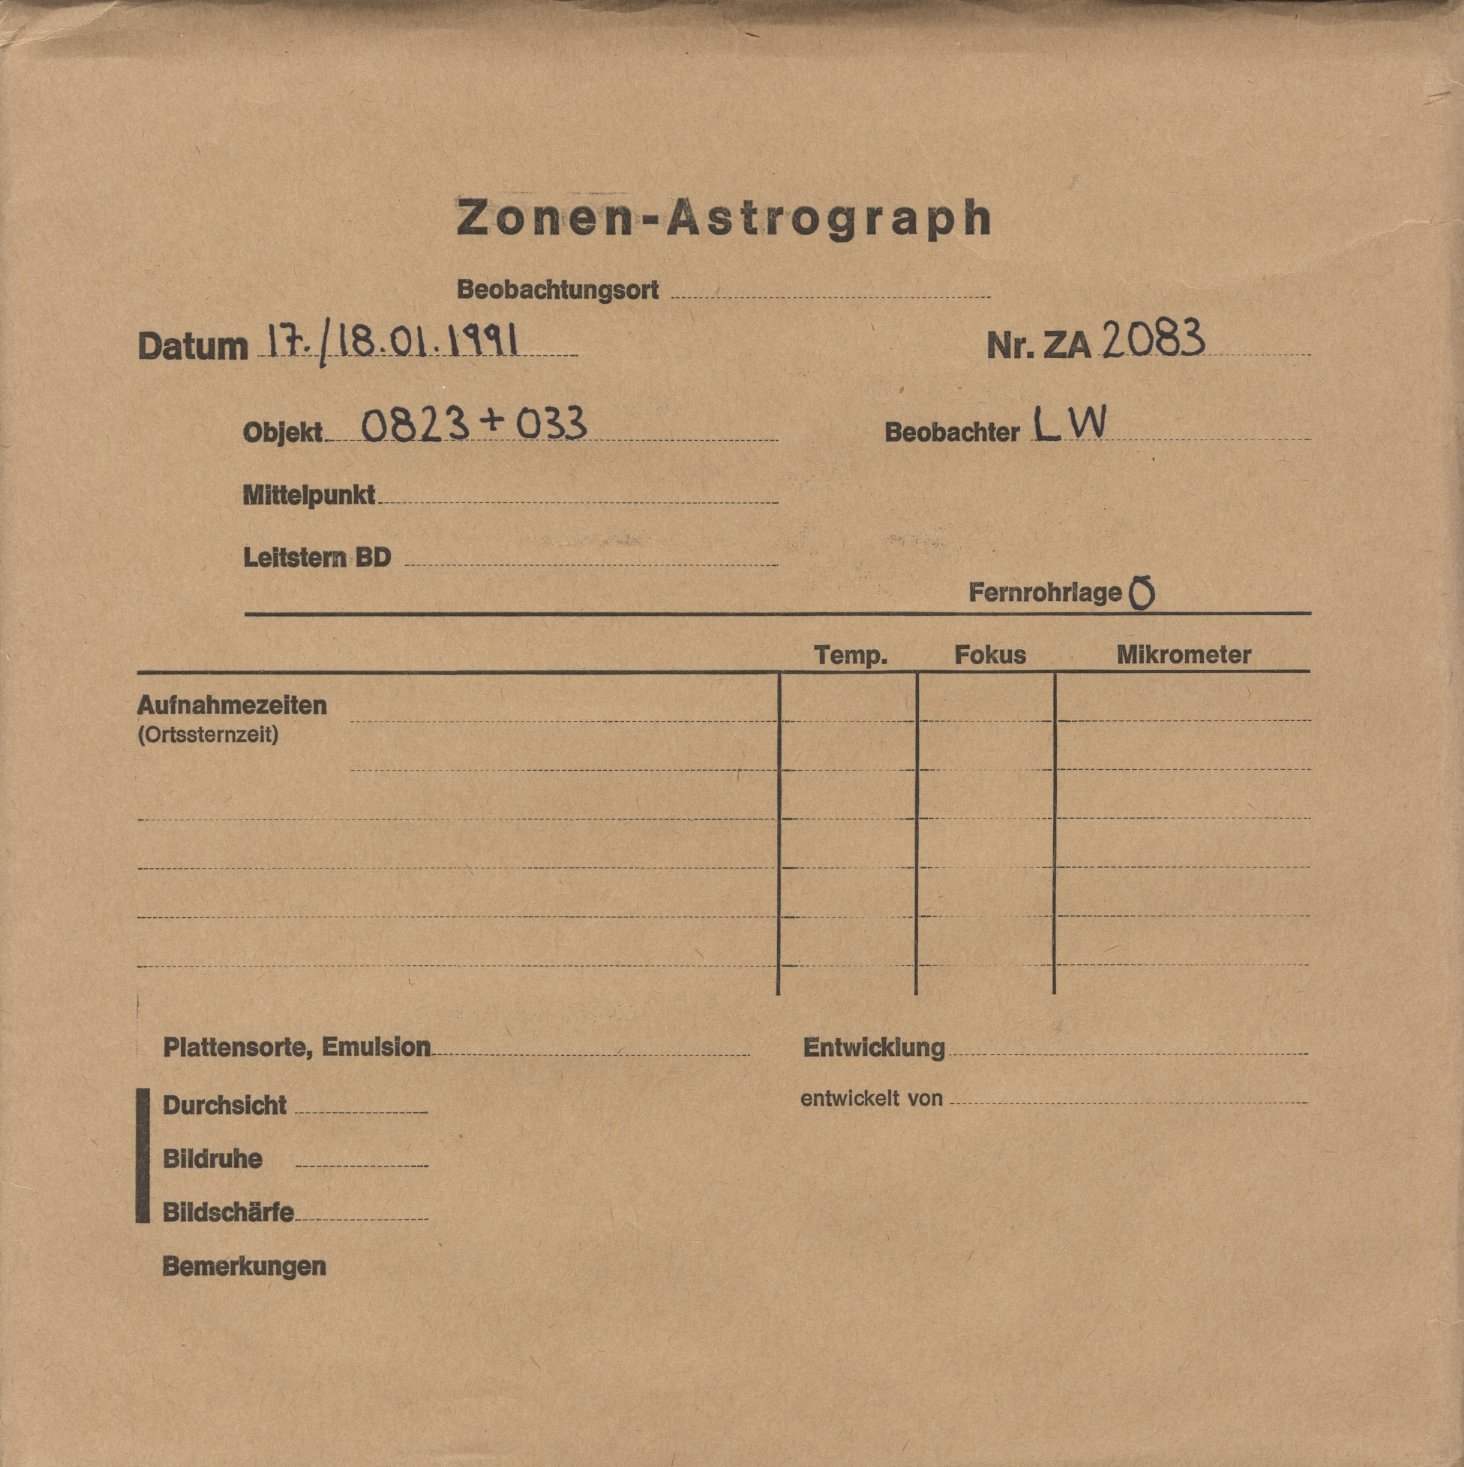 Zonen-Astrograph
Beobachtungsort
Datum 17./18.01.1991 Nr. ZA 2083
Objekt 0823+033 Beobachter LW
Mittelpunkt
Leitstern BD
Fernrohrlage O
Temp. Fokus Mikrometer
Aufnahmezeiten
(Ortssternzeit)
Plattensorte, Emulsion Entwicklung
Durchsicht entwickelt von
Bildruhe
Bildschärfe
Bemerkungen